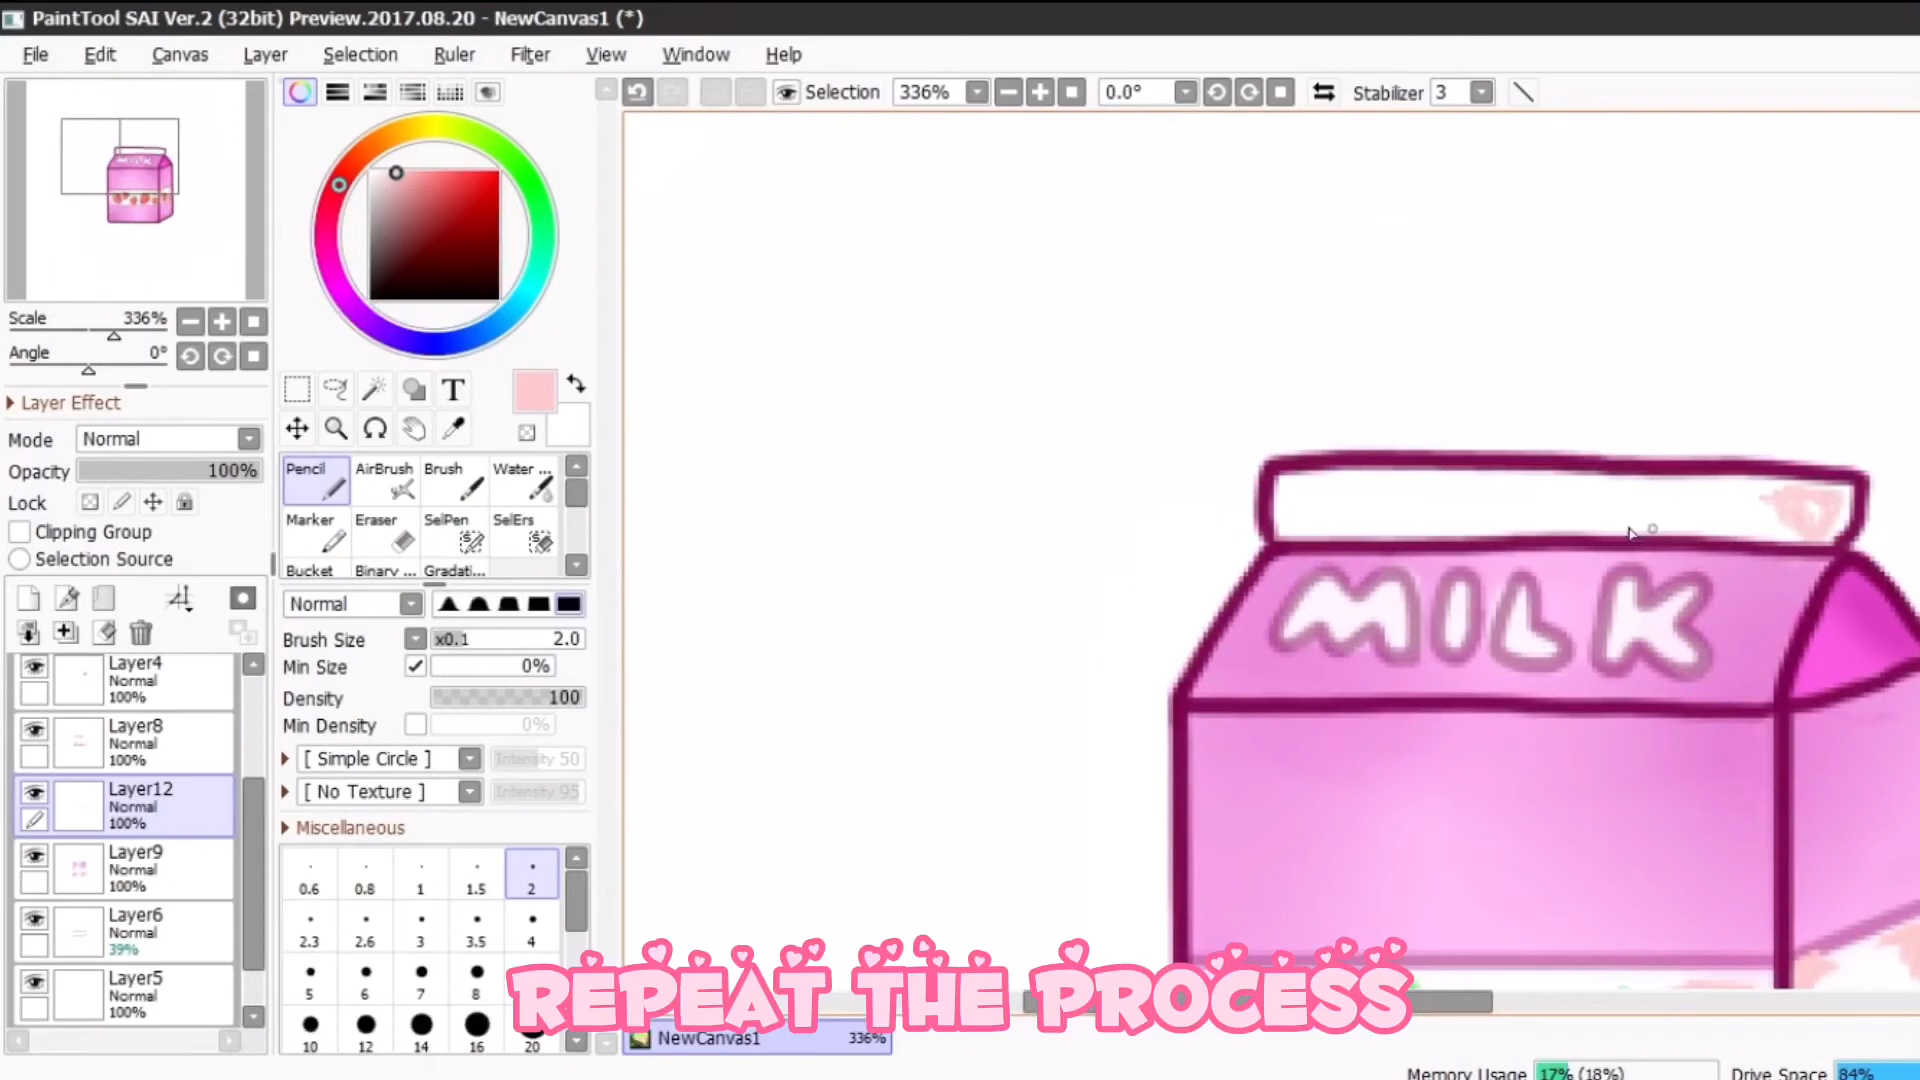 PaintTool SAI Ver.2 (32bit) Preview.2017.08.20 - NewCanvas1 (*)
File Edit Canvas Layer Selection Ruler Filter View Window Help
Selection 336% 0.0° Stabilizer 3
MILK
Scale 336%
Angle 0°
Layer Effect
Mode Normal
Opacity 100%
Lock
Clipping Group
Selection Source
T
Pencil AirBrush Brush Water ...
Marker Eraser SelPen SelErs
Bucket Binary ... Gradati...
Normal
Brush Size x0.1 2.0
Min Size 0%
Density 100
Min Density 0%
[ Simple Circle ] Intensity 50
[ No Texture ] Intensity 95
Miscellaneous
0.6 0.8 1 1.5 2
2.3 2.6 3 3.5 4
5 6 7 8
10 12 14 16 20
Layer4
Normal
100%
Layer8
Normal
100%
Layer12
Normal
100%
Layer9
Normal
100%
Layer6
Normal
39%
Layer5
Normal
100%
MILK
REPEAT THE PROCESS
NewCanvas1 336%
Memory Usage 17% (18%) Drive Space 84%